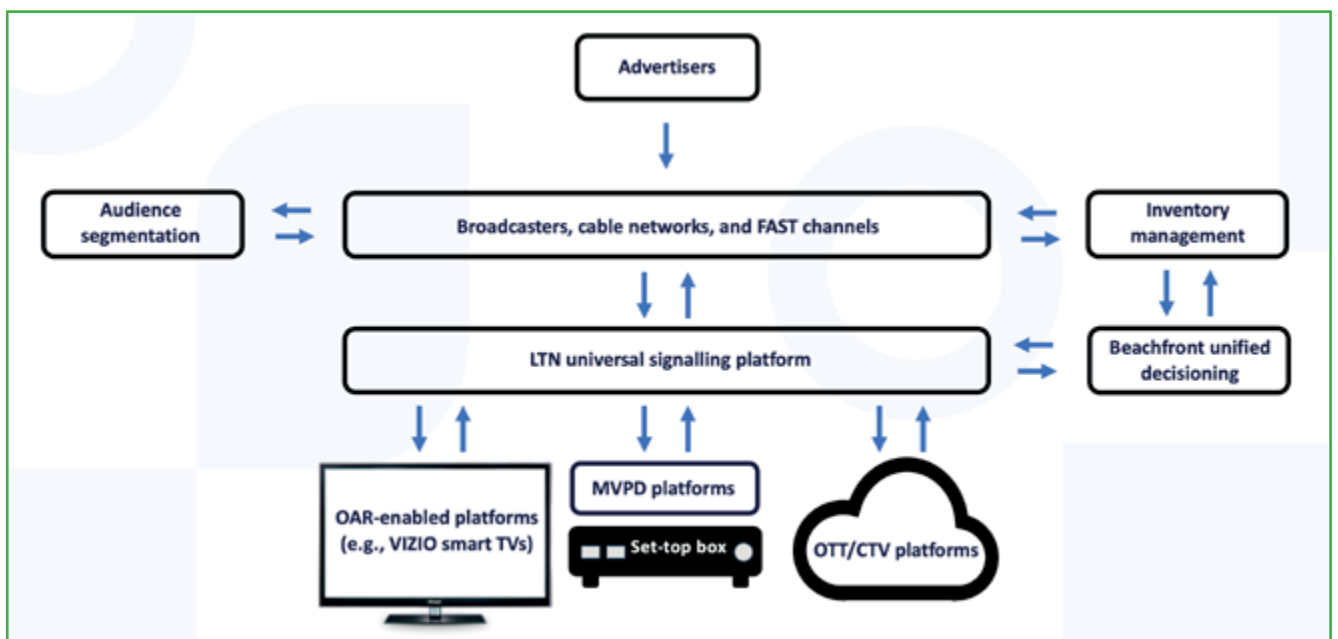 Advertisers
Audience
segmentation
Broadcasters, cable networks, and FAST channels
Inventory
management
LTN universal signalling platform
Beachfront unified
decisioning
OAR-enabled platforms
(e.g., VIZIO smart TVs)
MVPD platforms
Set-top box
OTT/CTV platforms